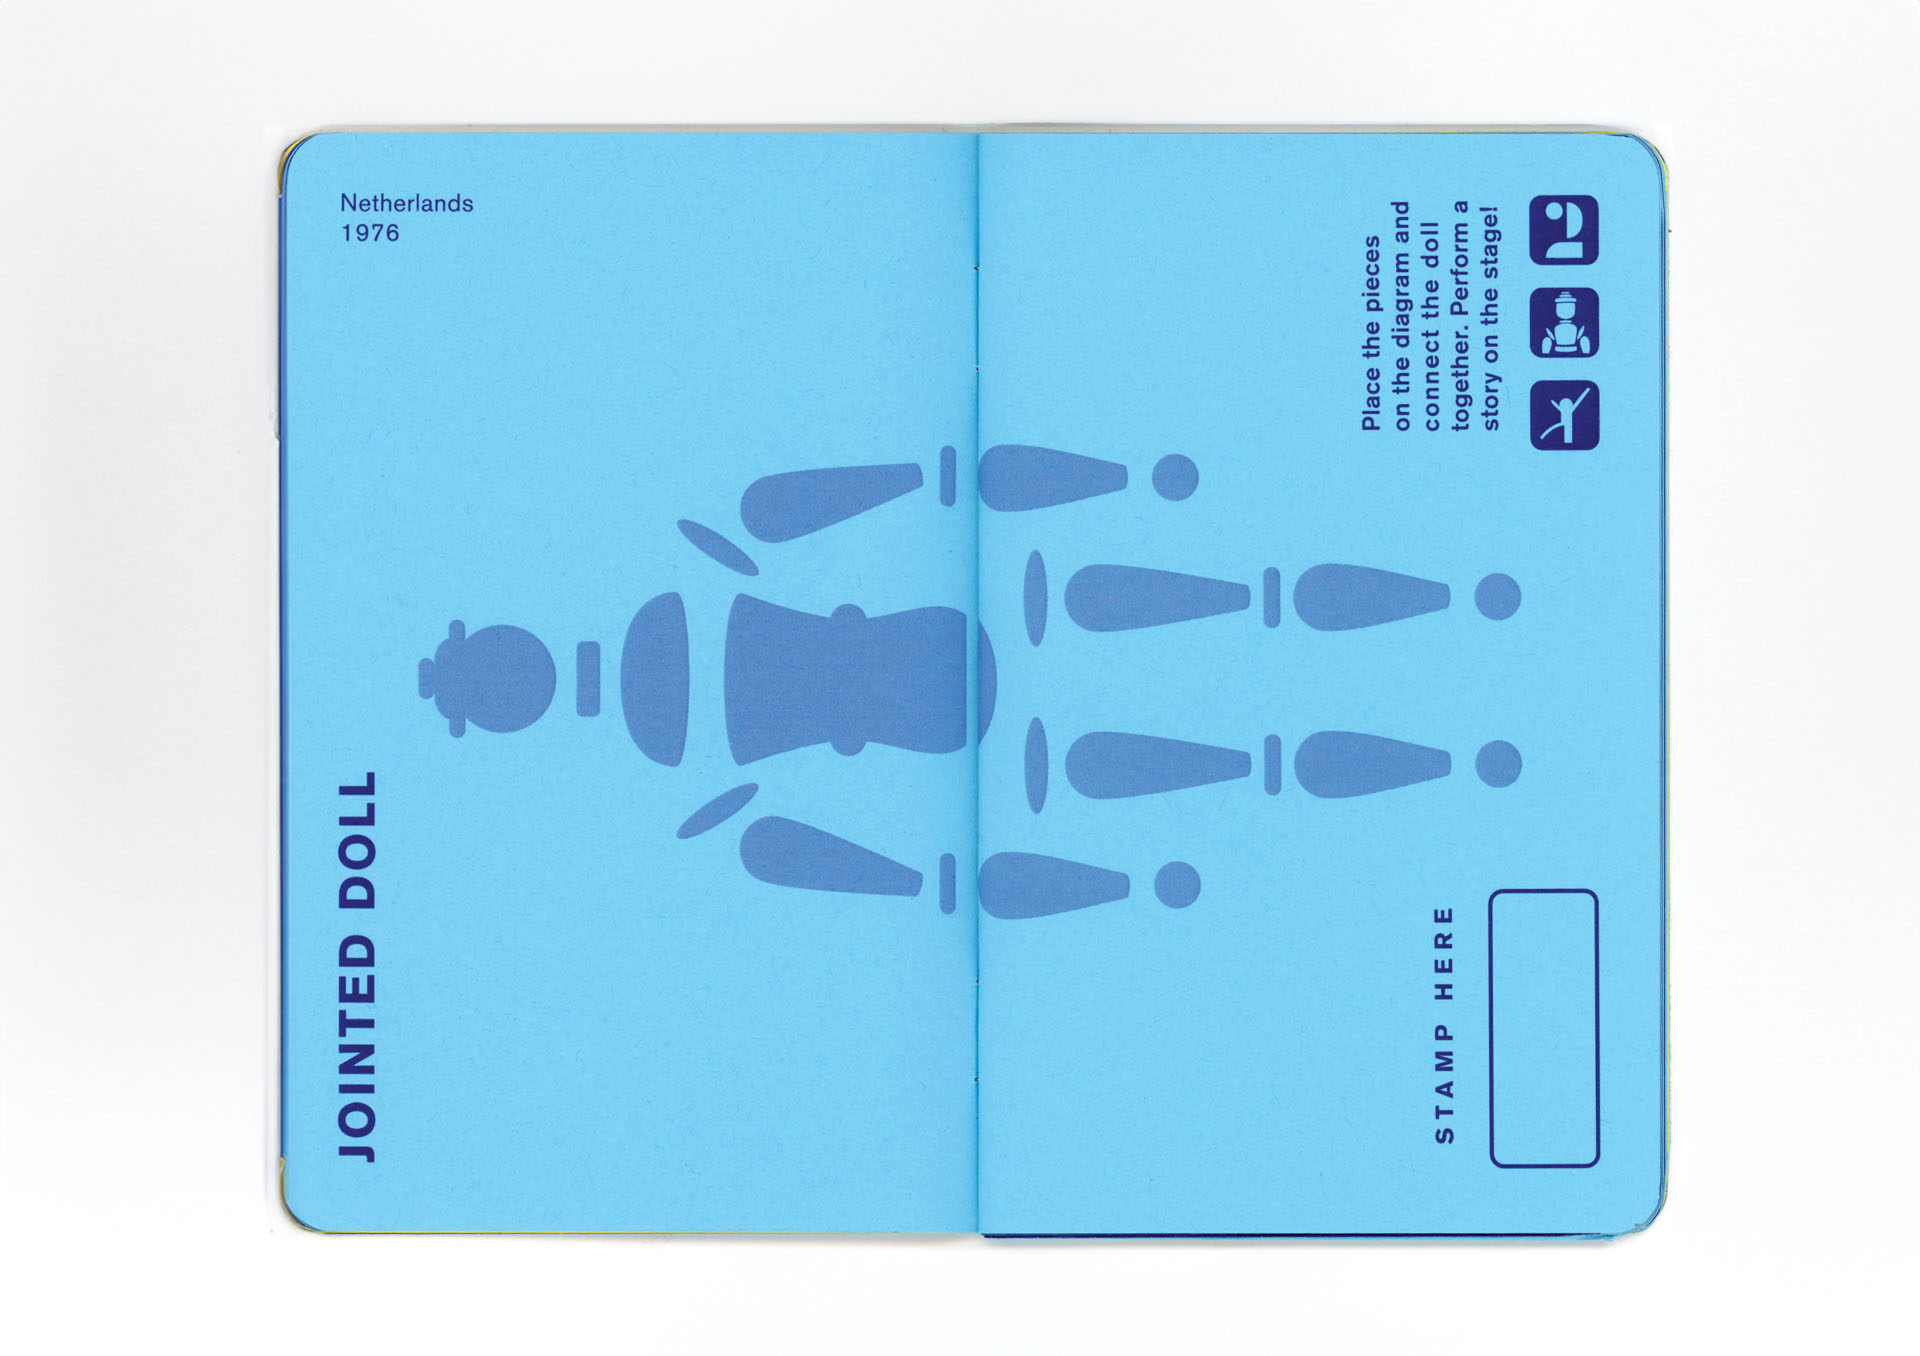 Netherlands
1976
JOINTED DOLL
Place the pieces
on the diagram and
connect the doll
together. Perform a
story on the stage!
STAMP HERE